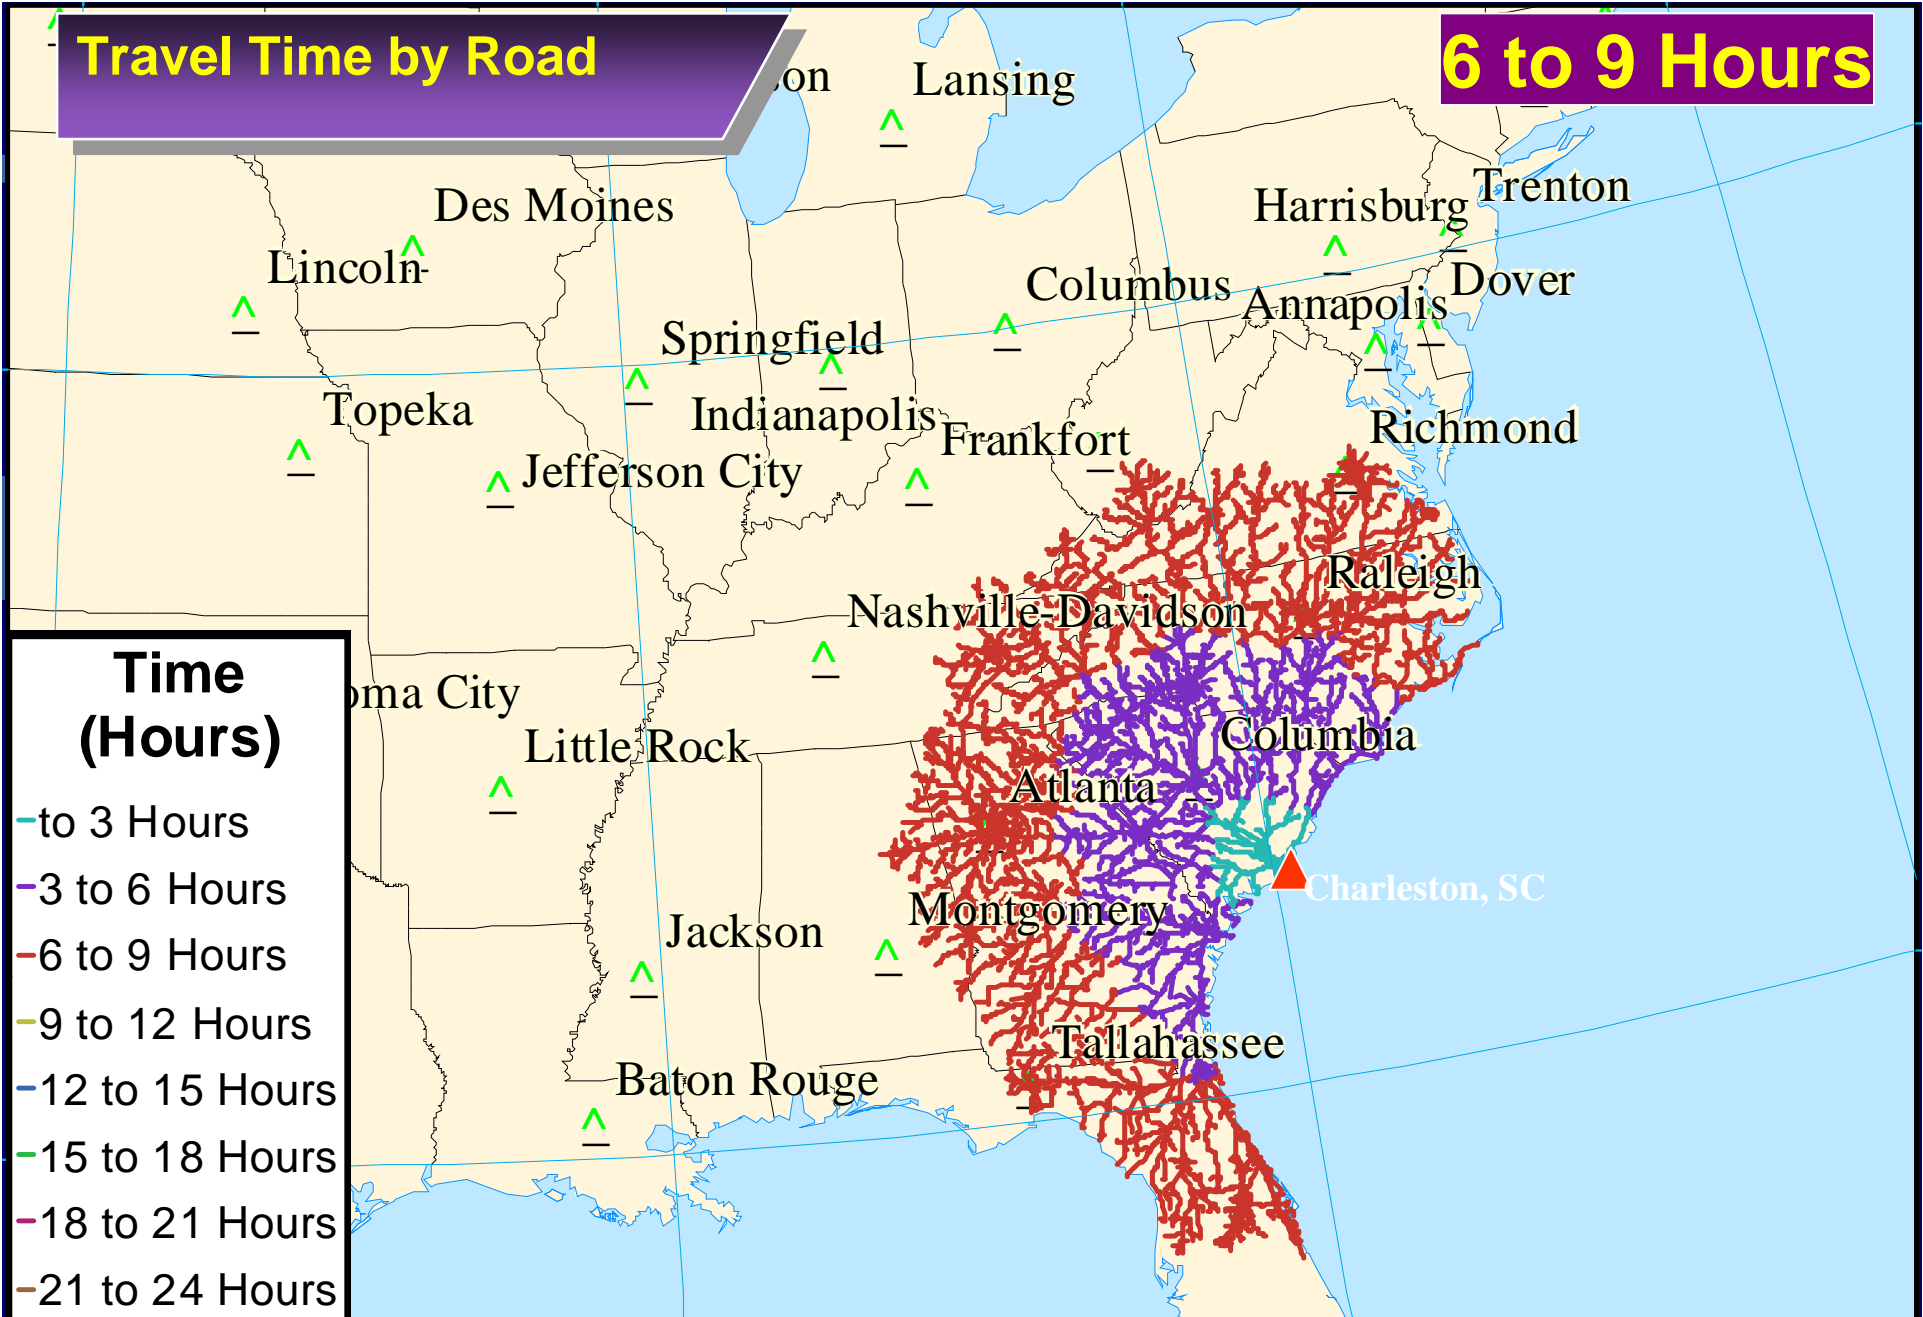 Travel Time by Road
6 to 9 Hours
on
Lansing
Des Moines
Harrisburg
Trenton
Lincoln
Columbus
Dover
Annapolis
Springfield
Topeka
Indianapolis
Frankfort
Richmond
Jefferson City
Raleigh
Nashville-Davidson
oma City
Little Rock
Columbia
Atlanta
Charleston, SC
Montgomery
Jackson
Tallahassee
Baton Rouge
Time
(Hours)
to 3 Hours
3 to 6 Hours
6 to 9 Hours
9 to 12 Hours
12 to 15 Hours
15 to 18 Hours
18 to 21 Hours
21 to 24 Hours